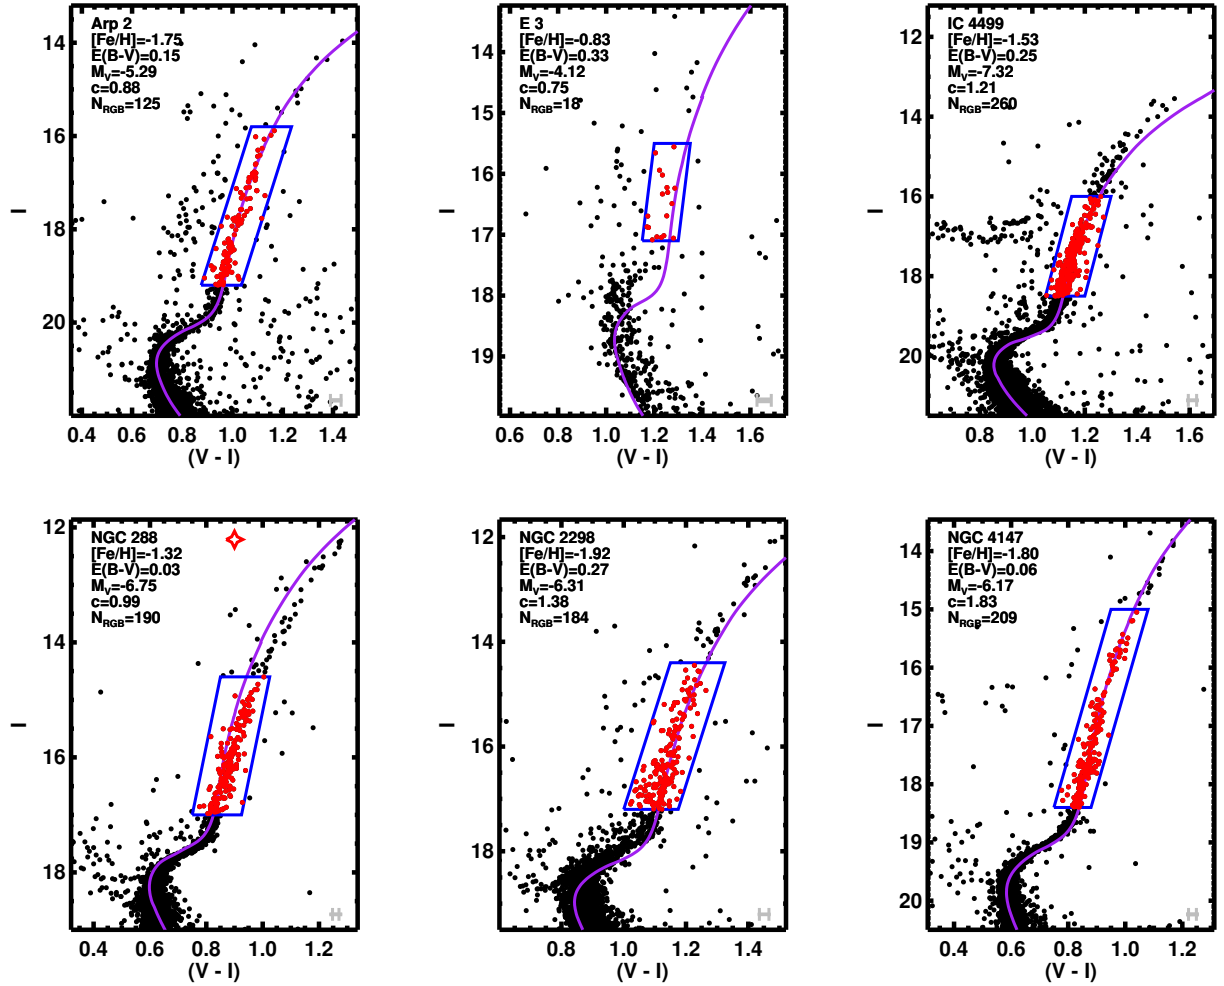 Arp 2
[Fe/H]=-1.75
E(B-V)=0.15
M_V=-5.29
c=0.88
N_RGB=125
14
16
18
20
I
0.4 0.6 0.8 1.0 1.2 1.4
(V - I)
E 3
[Fe/H]=-0.83
E(B-V)=0.33
M_V=-4.12
c=0.75
N_RGB=18
14
15
16
17
18
19
I
0.6 0.8 1.0 1.2 1.4 1.6
(V - I)
IC 4499
[Fe/H]=-1.53
E(B-V)=0.25
M_V=-7.32
c=1.21
N_RGB=260
12
14
16
18
20
I
0.8 1.0 1.2 1.4 1.6
(V - I)
NGC 288
[Fe/H]=-1.32
E(B-V)=0.03
M_V=-6.75
c=0.99
N_RGB=190
12
14
16
18
I
0.4 0.6 0.8 1.0 1.2
(V - I)
NGC 2298
[Fe/H]=-1.92
E(B-V)=0.27
M_V=-6.31
c=1.38
N_RGB=184
12
14
16
18
I
0.8 1.0 1.2 1.4
(V - I)
NGC 4147
[Fe/H]=-1.80
E(B-V)=0.06
M_V=-6.17
c=1.83
N_RGB=209
14
15
16
17
18
19
20
I
0.4 0.6 0.8 1.0 1.2
(V - I)